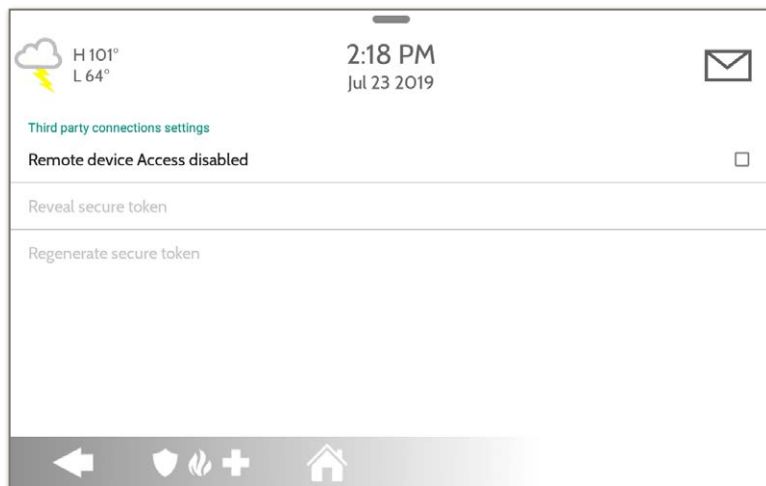 H 101°
L 64°
2:18 PM
Jul 23 2019
Third party connections settings
Remote device Access disabled
Reveal secure token
Regenerate secure token